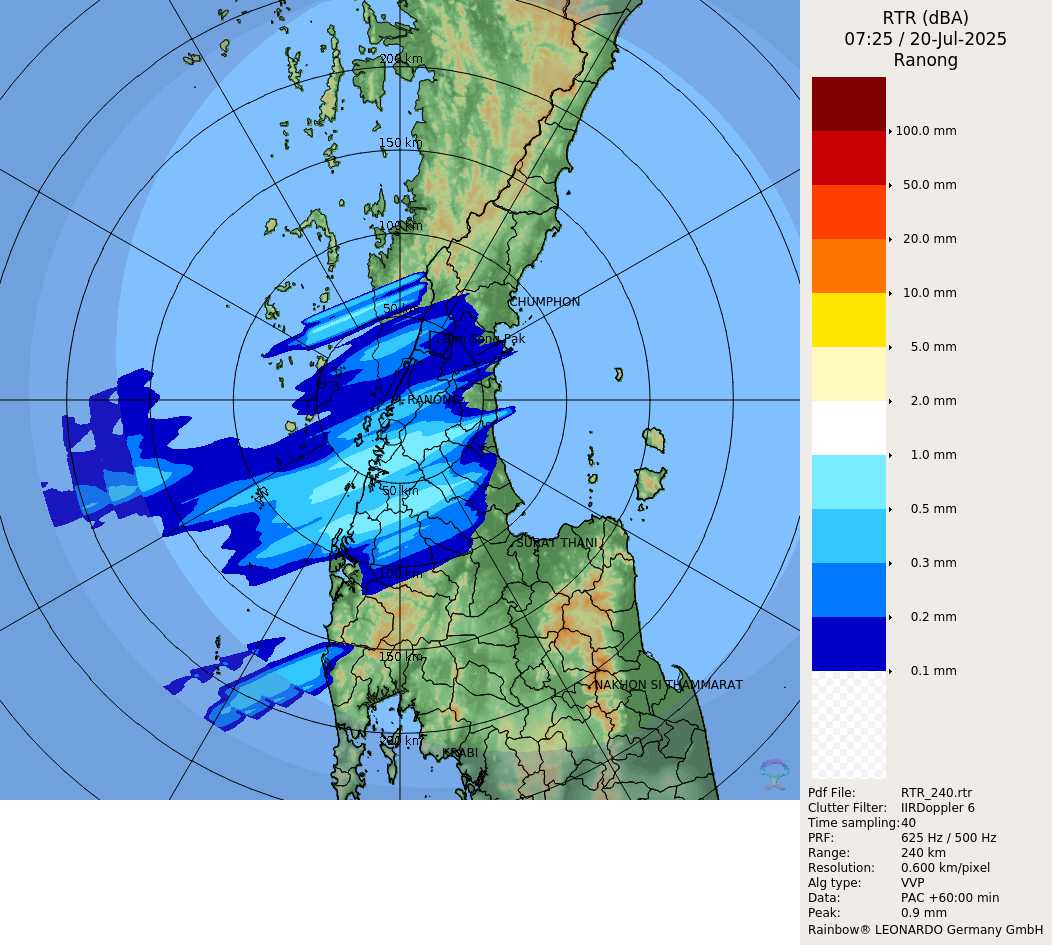 RTR (dBA)
07:25 / 20-Jul-2025
Ranong
200 km
150 km
100 km
50 km
CHUMPHON
Pak
RANONG
50 km
SURAT THANI
100 km
150 km
NAKHON SI THAMMARAT
200 km
KRABI
100.0 mm
50.0 mm
20.0 mm
10.0 mm
5.0 mm
2.0 mm
1.0 mm
0.5 mm
0.3 mm
0.2 mm
0.1 mm
Pdf File: RTR_240.rtr
Clutter Filter: IIRDoppler 6
Time sampling: 40
PRF: 625 Hz / 500 Hz
Range: 240 km
Resolution: 0.600 km/pixel
Alg type: VVP
Data: PAC +60:00 min
Peak: 0.9 mm
Rainbow® LEONARDO Germany GmbH